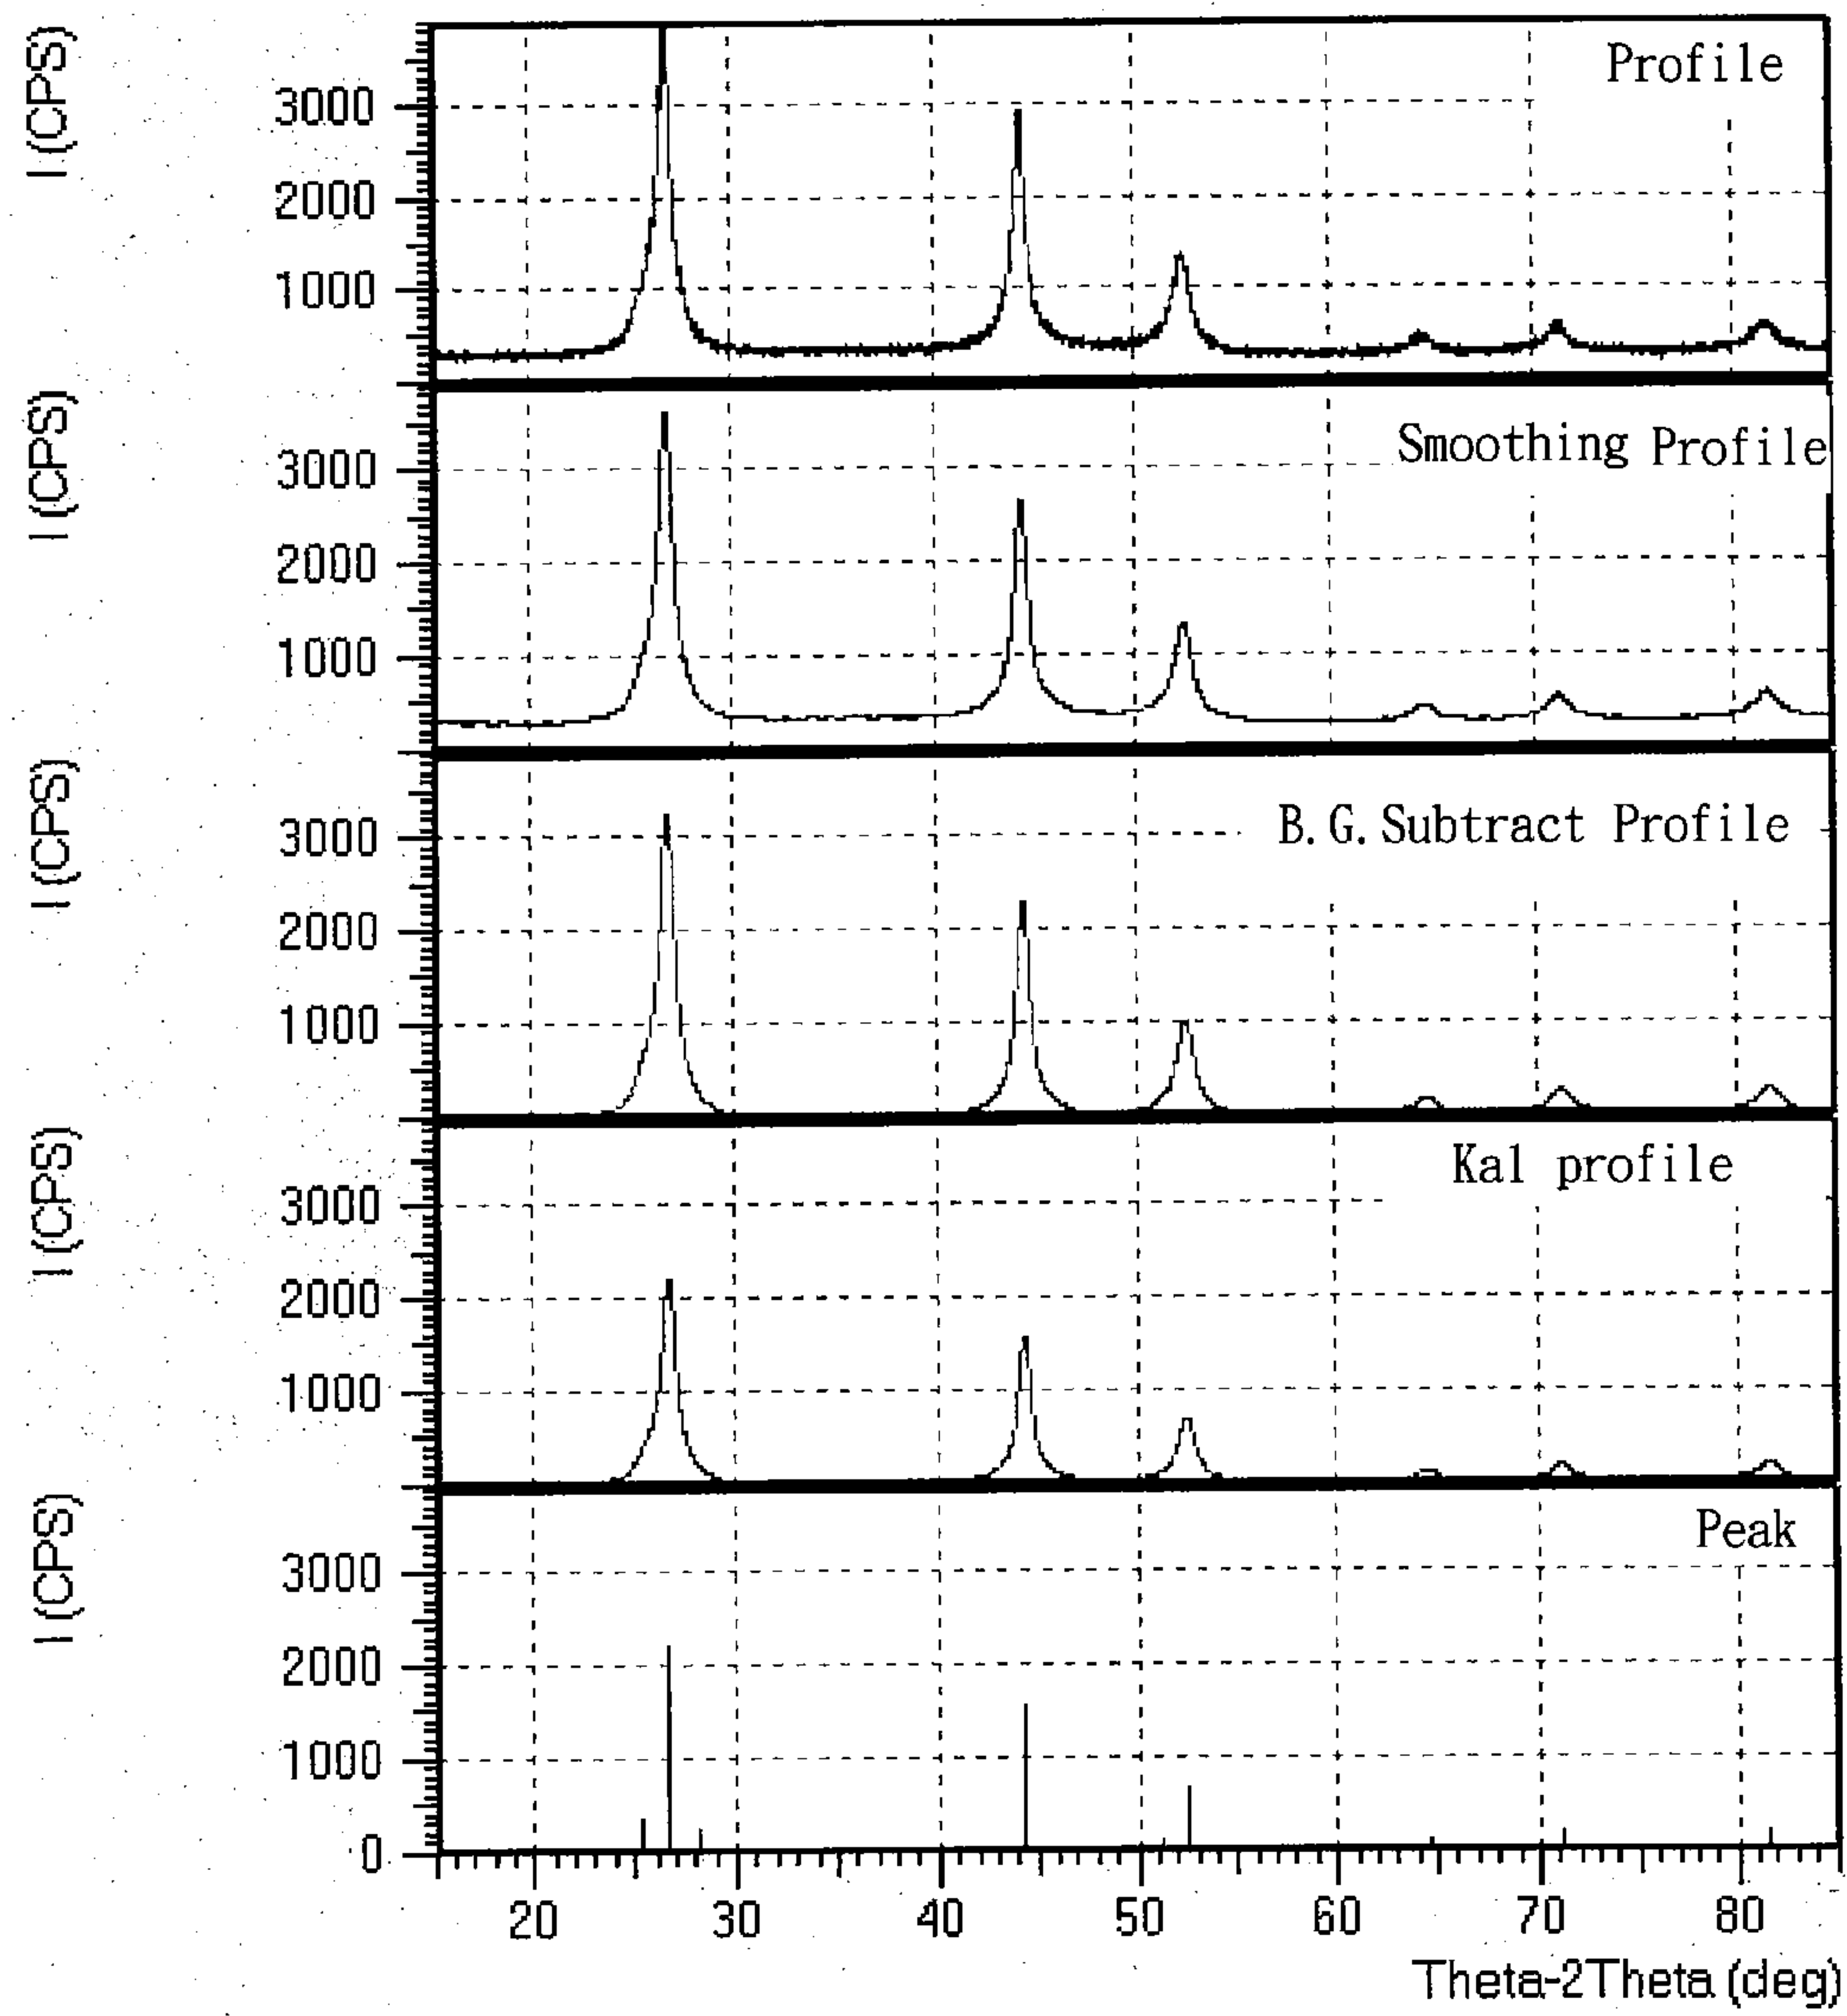 I (CPS)
Profile
3000
2000
1000
I (CPS)
Smoothing Profile
3000
2000
1000
I (CPS)
B.G.Subtract Profile
3000
2000
1000
I (CPS)
Kal profile
3000
2000
1000
I (CPS)
Peak
3000
2000
1000
0
20 30 40 50 60 70 80
Theta-2Theta (deg)